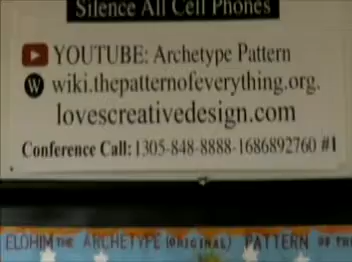 Silence All Cell Phones
YOUTUBE: Archetype Pattern
W wiki.thepatternofeverything.org.
lovescreativedesign.com
Conference Call: 1305-848-8888-1686892760 #1
ELOHIM THE ARCHETYPE (ORIGINAL) PATTERN OF